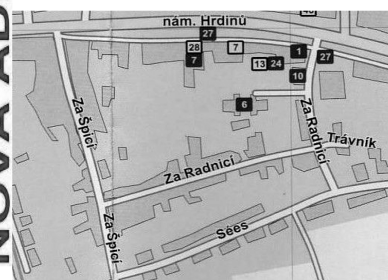 NOVÁ AD
nám. Hrdinů
27
28
7
7
1
27
13
24
10
6
Za Špicí
Za Radnicí
Trávník
Za Radnicí
Za Špicí
Sées